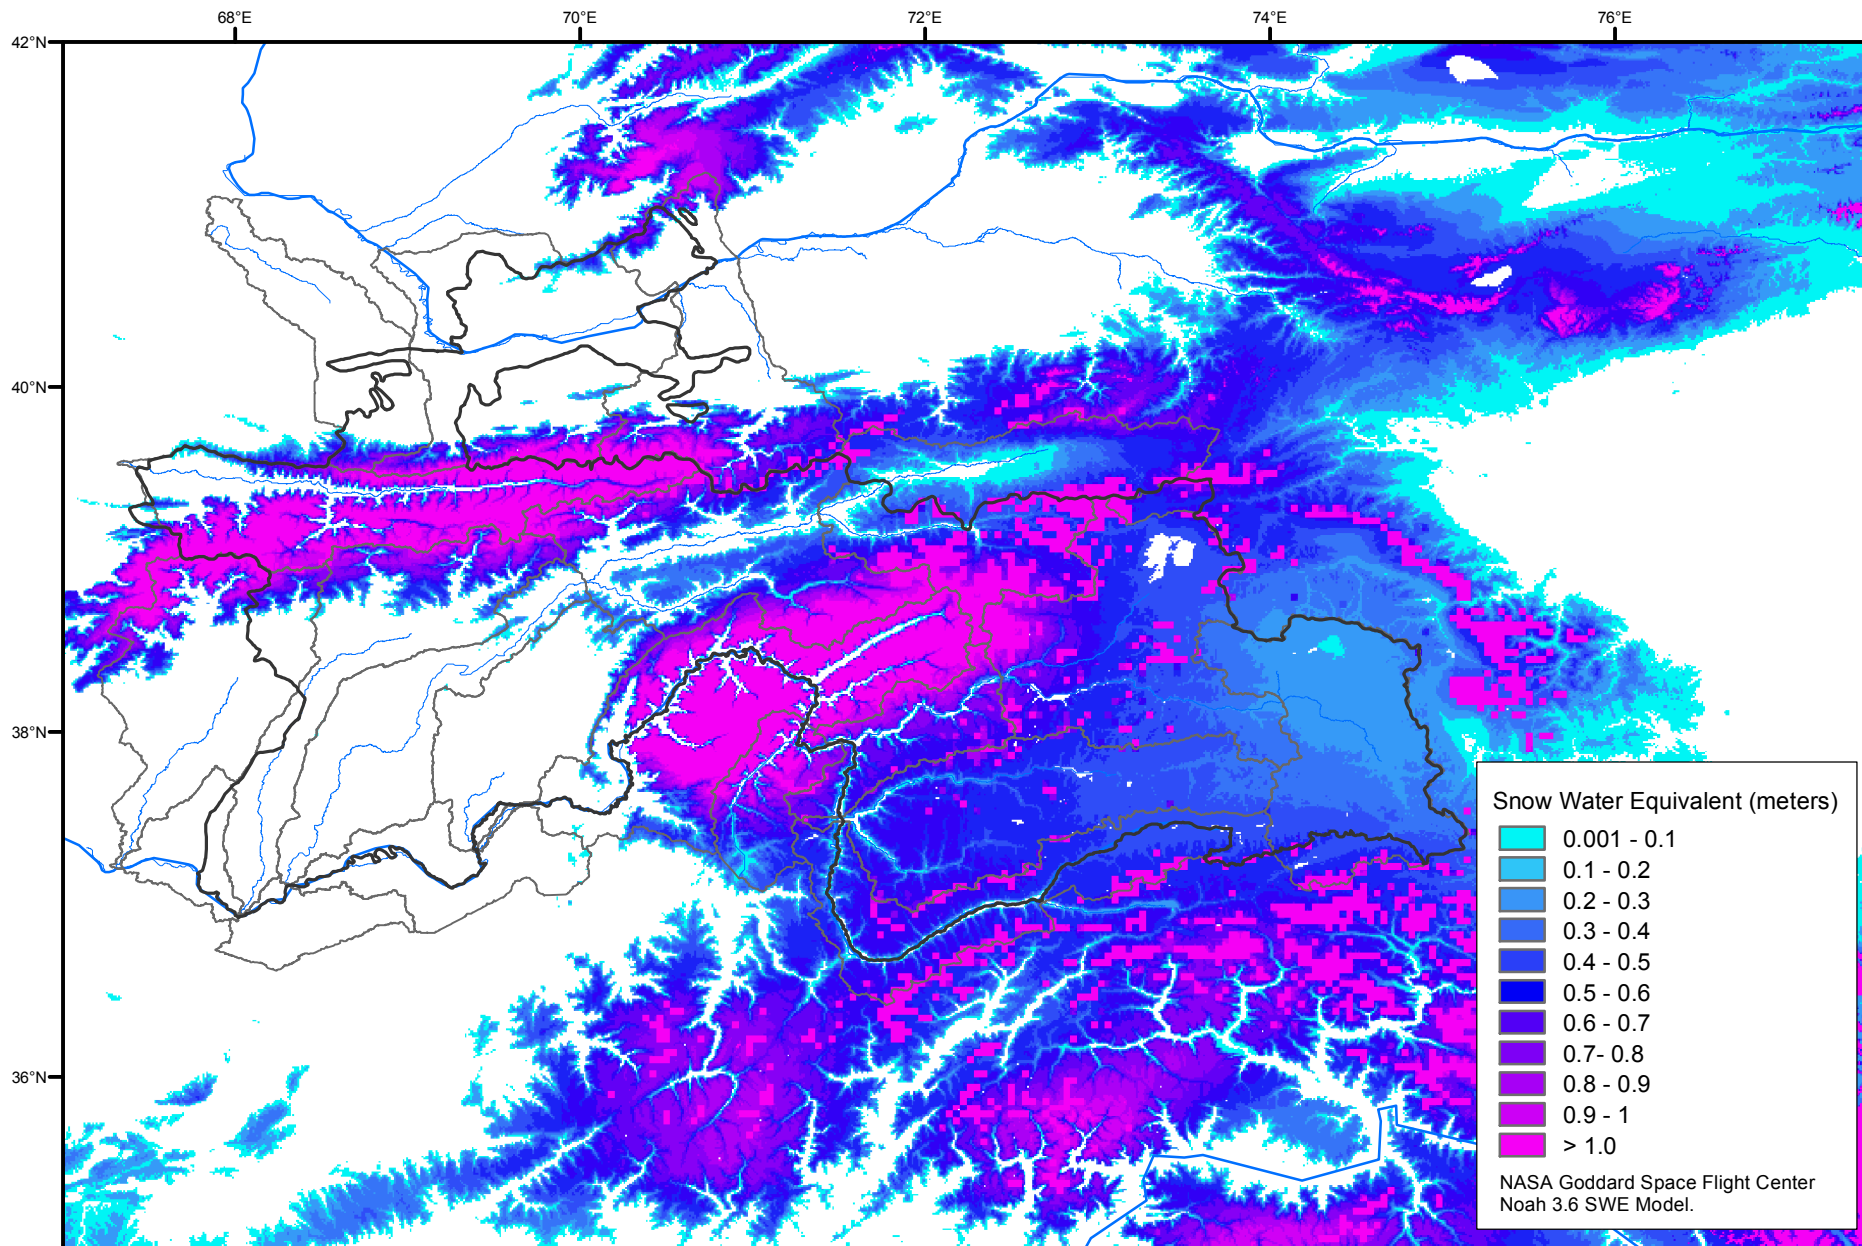 68°E
70°E
72°E
74°E
76°E
42°N
40°N
38°N
36°N
Snow Water Equivalent (meters)
0.001 - 0.1
0.1 - 0.2
0.2 - 0.3
0.3 - 0.4
0.4 - 0.5
0.5 - 0.6
0.6 - 0.7
0.7- 0.8
0.8 - 0.9
0.9 - 1
> 1.0
NASA Goddard Space Flight Center
Noah 3.6 SWE Model.